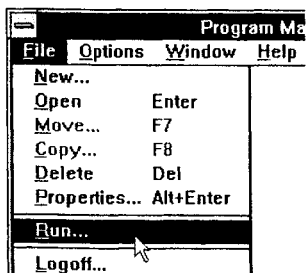 Program Ma
File Options Window Help
New...
Open Enter
Move... F7
Copy... F8
Delete Del
Properties... Alt+Enter
Run...
Logoff...